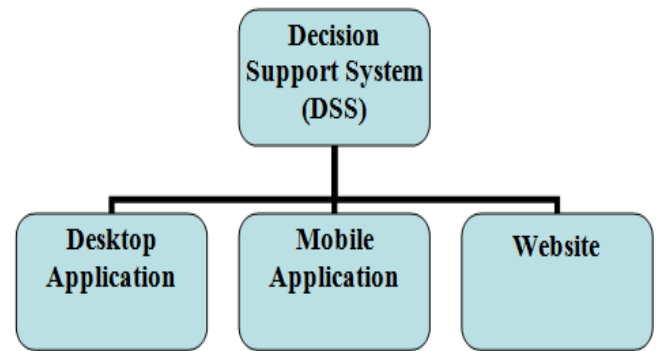 Decision
Support System
(DSS)
Desktop
Application
Mobile
Application
Website